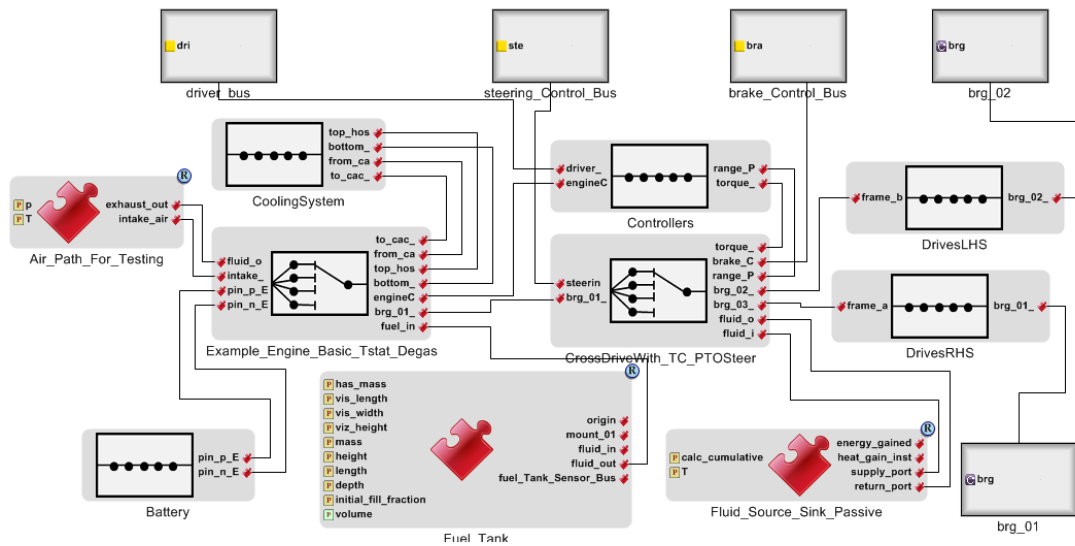 dri
driver_bus
ste
steering_Control_Bus
bra
brake_Control_Bus
brg
brg_02
top_hos
bottom_
from_ca
to_cac_
CoolingSystem
driver_
engineC
range_P
torque_
Controllers
frame_b
brg_02_
DrivesLHS
R
P p
P T
exhaust_out
intake_air
Air_Path_For_Testing
fluid_o
intake_
pin_p_E
pin_n_E
to_cac_
from_ca
top_hos
bottom_
engineC
brg_01_
fuel_in
Example_Engine_Basic_Tstat_Degas
steerin
brg_01_
torque_
brake_C
range_P
brg_02_
brg_03_
fluid_o
fluid_i
CrossDriveWith_TC_PTOSteer
frame_a
brg_01_
DrivesRHS
pin_p_E
pin_n_E
Battery
R
P has_mass
P vis_length
P vis_width
P viz_height
P mass
P height
P length
P depth
P initial_fill_fraction
P volume
origin
mount_01
fluid_in
fluid_out
fuel_Tank_Sensor_Bus
Fuel_Tank
R
P calc_cumulative
P T
energy_gained
heat_gain_inst
supply_port
return_port
Fluid_Source_Sink_Passive
brg
brg_01